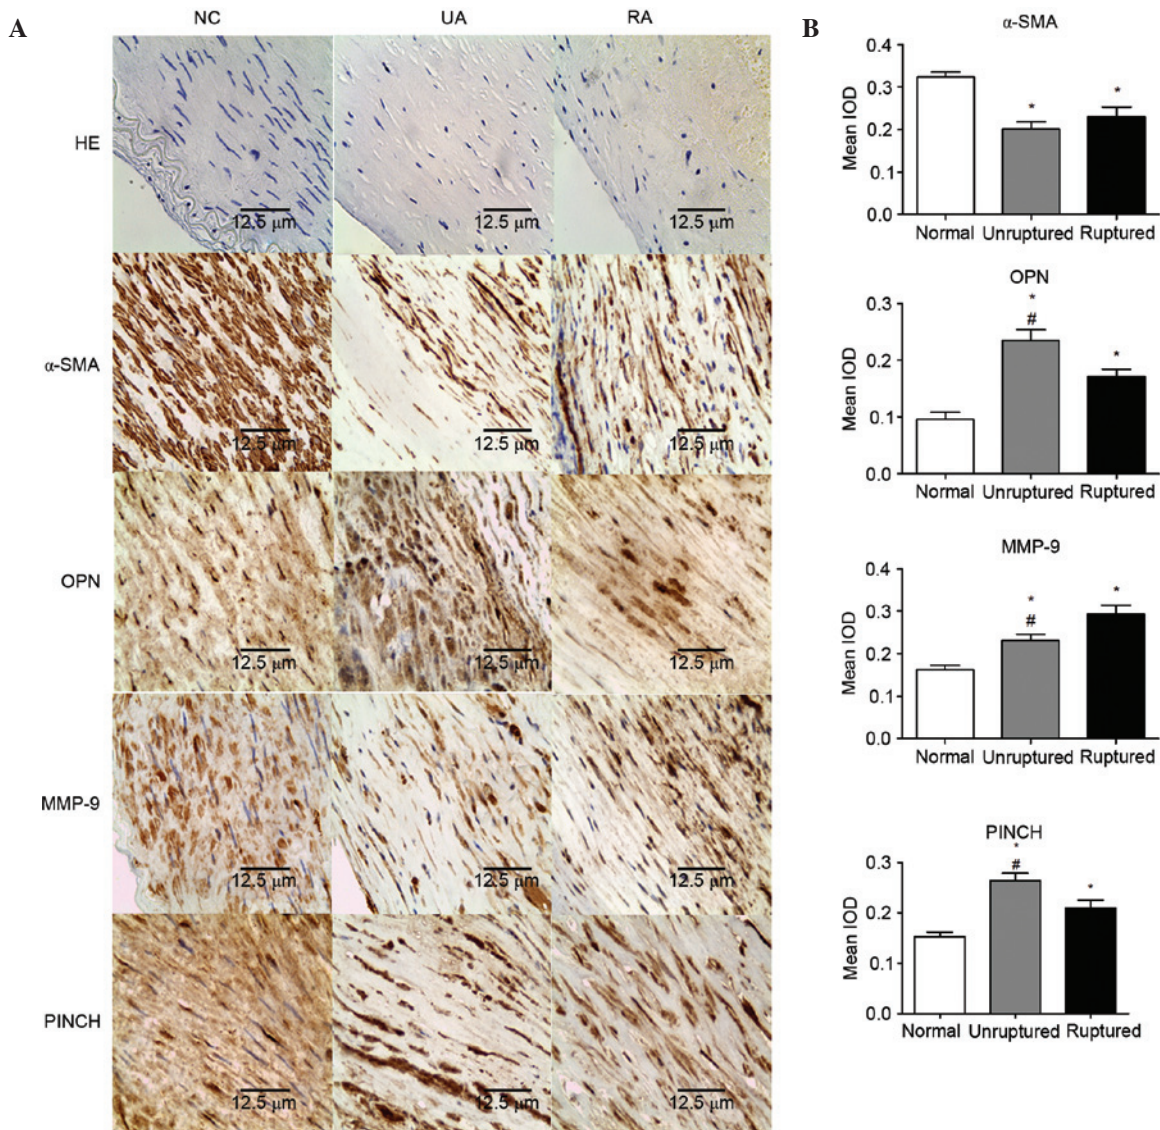 A
NC UA RA
HE
12.5 μm 12.5 μm 12.5 μm
α-SMA
12.5 μm 12.5 μm 12.5 μm
OPN
12.5 μm 12.5 μm 12.5 μm
MMP-9
12.5 μm 12.5 μm 12.5 μm
PINCH
12.5 μm 12.5 μm 12.5 μm
B
α-SMA
Mean IOD
0.4
0.3
0.2
0.1
0.0
* *
Normal Unruptured Ruptured
OPN
Mean IOD
0.3
0.2
0.1
0.0
*
# *
Normal Unruptured Ruptured
MMP-9
Mean IOD
0.4
0.3
0.2
0.1
0.0
* *
#
Normal Unruptured Ruptured
PINCH
Mean IOD
0.3
0.2
0.1
0.0
*
# *
Normal Unruptured Ruptured